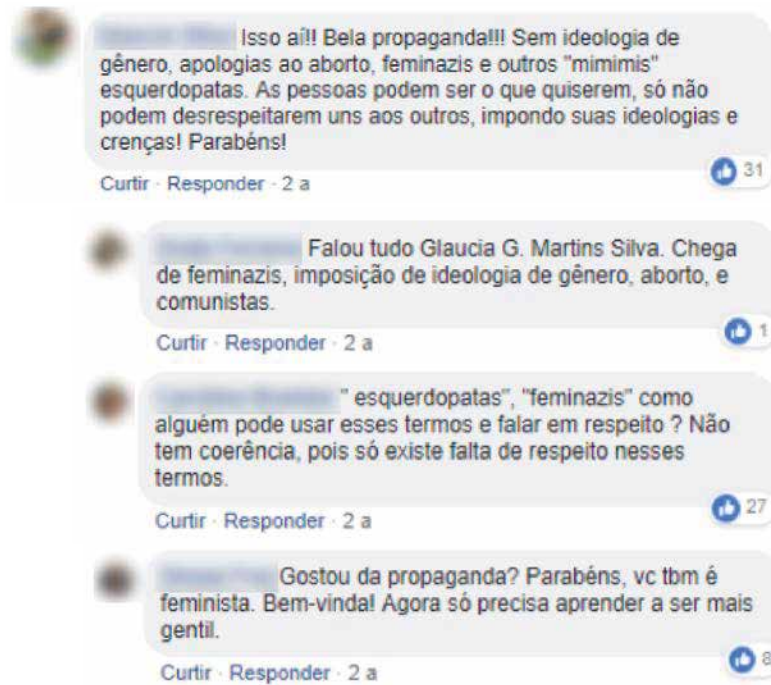 Isso aí!! Bela propaganda!!! Sem ideologia de
gênero, apologias ao aborto, feminazis e outros "mimimis"
esquerdopatas. As pessoas podem ser o que quiserem, só não
podem desrespeitarem uns aos outros, impondo suas ideologias e
crenças! Parabéns!
31
Curtir · Responder · 2 a
Falou tudo Glaucia G. Martins Silva. Chega
de feminazis, imposição de ideologia de gênero, aborto, e
comunistas.
1
Curtir · Responder · 2 a
" esquerdopatas", "feminazis" como
alguém pode usar esses termos e falar em respeito ? Não
tem coerência, pois só existe falta de respeito nesses
termos.
27
Curtir · Responder · 2 a
Gostou da propaganda? Parabéns, vc tbm é
feminista. Bem-vinda! Agora só precisa aprender a ser mais
gentil.
8
Curtir · Responder · 2 a